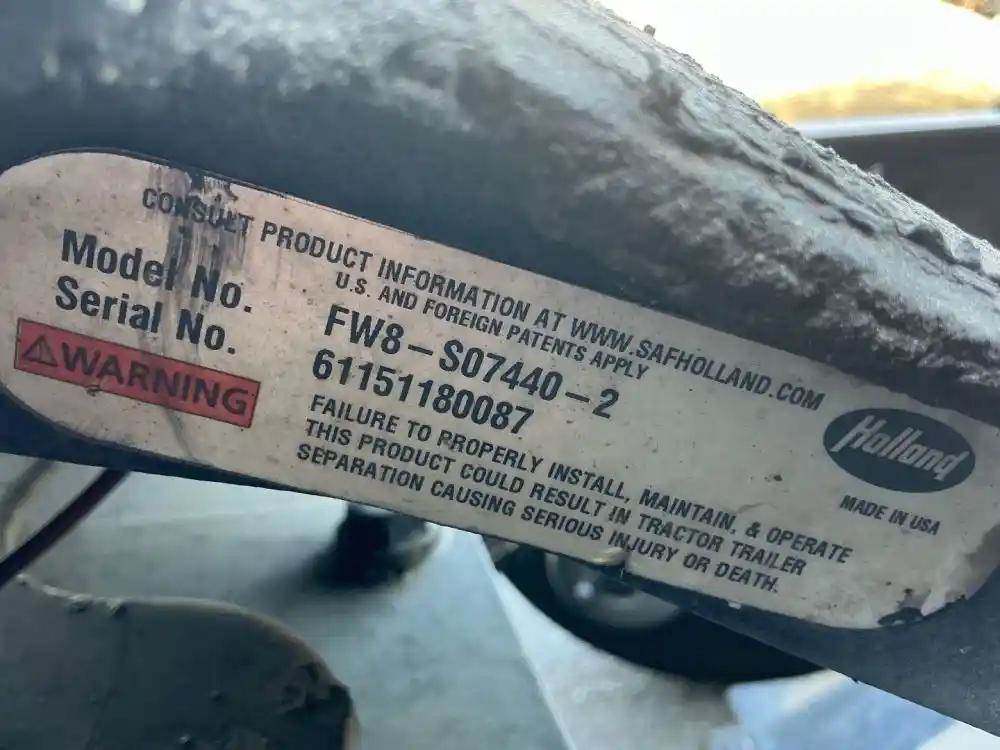 CONSULT PRODUCT INFORMATION AT WWW.SAFHOLLAND.COM
U.S. AND FOREIGN PATENTS APPLY
Model No. FW8-S07440-2
Serial No. 61151180087
WARNING
FAILURE TO PROPERLY INSTALL, MAINTAIN, & OPERATE
THIS PRODUCT COULD RESULT IN TRACTOR TRAILER
SEPARATION CAUSING SERIOUS INJURY OR DEATH.
Holland
MADE IN USA